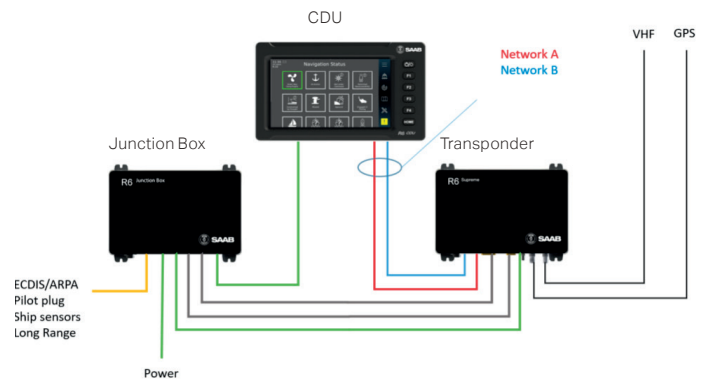 CDU
VHF GPS
SAAB
Navigation Status
Network A
Network B
F1
F2
F3
F4
R6
Junction Box
Transponder
R6 Junction Box
R6 Supreme
SAAB
SAAB
ECDIS/ARPA
Pilot plug
Ship sensors
Long Range
Power